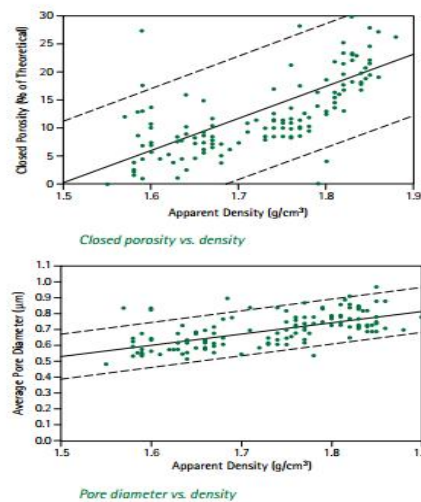 30
25
20
15
10
5
0
Closed Porosity (% of Theoretical)
1.5 1.6 1.7 1.8 1.9
Apparent Density (g/cm³)
Closed porosity vs. density
1.1
1.0
0.9
0.8
0.7
0.6
0.5
0.4
0.3
0.2
0.1
0.0
Average Pore Diameter (µm)
1.5 1.6 1.7 1.8 1.9
Apparent Density (g/cm³)
Pore diameter vs. density